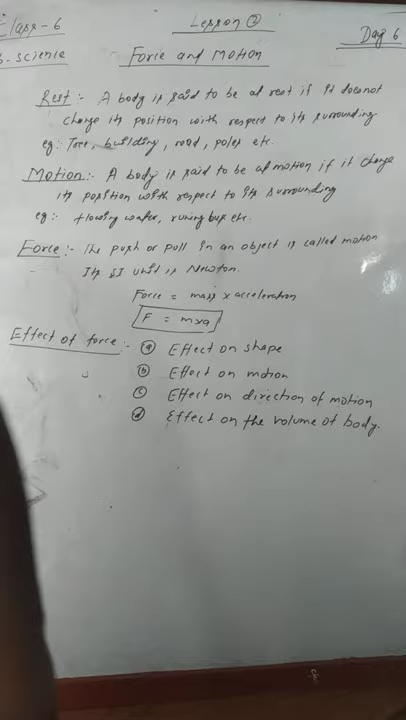 Class - 6
Lesson 2
Day 6
Science
Force and Motion
Rest :- A body is said to be at rest if it doesnot
change its position with respect to its surrounding
eg: Tree, building, road, poles etc.
Motion :- A body is said to be at motion if it change
its position with respect to its surrounding
eg :- flowing water, runing bus etc.
Force :- The push or pull in an object is called motion
Its SI unit is Newton.
Force = mass x acceleration
F = mxa
Effect of force :- a Effect on shape
b Effect on motion
c Effect on direction of motion
d Effect on the volume of body.